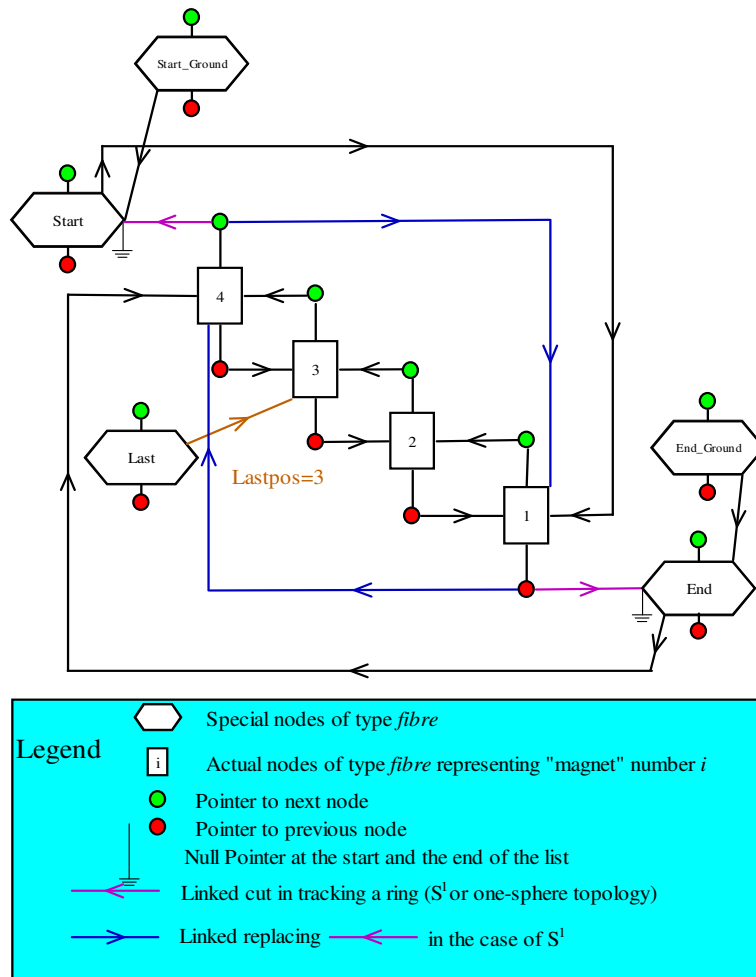 Start_Ground
Start
4
3
2
1
Last
Lastpos=3
End_Ground
End
Legend
Special nodes of type fibre
i
Actual nodes of type fibre representing "magnet" number i
Pointer to next node
Pointer to previous node
Null Pointer at the start and the end of the list
Linked cut in tracking a ring (S¹ or one-sphere topology)
Linked replacing in the case of S¹